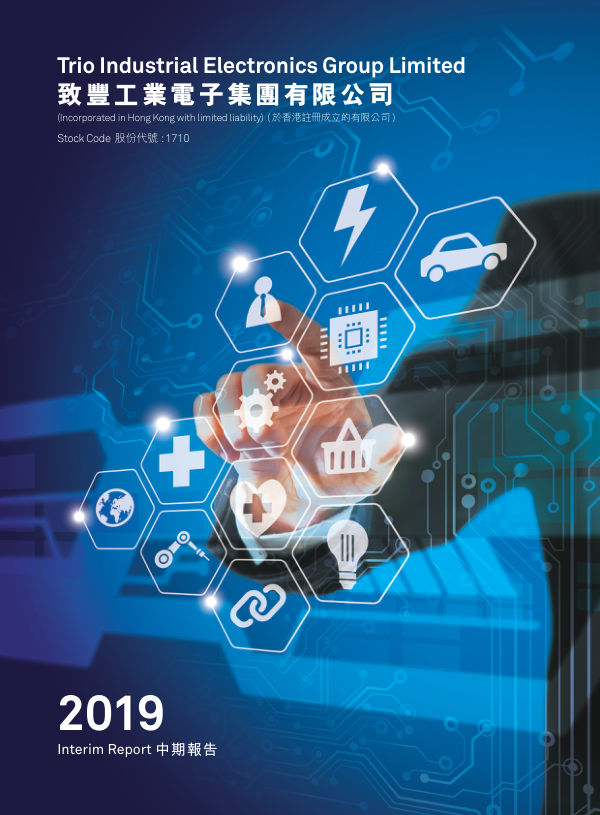 Trio Industrial Electronics Group Limited
致豐工業電子集團有限公司
(Incorporated in Hong Kong with limited liability) (於香港註冊成立的有限公司)
Stock Code 股份代號 : 1710
2019
Interim Report 中期報告